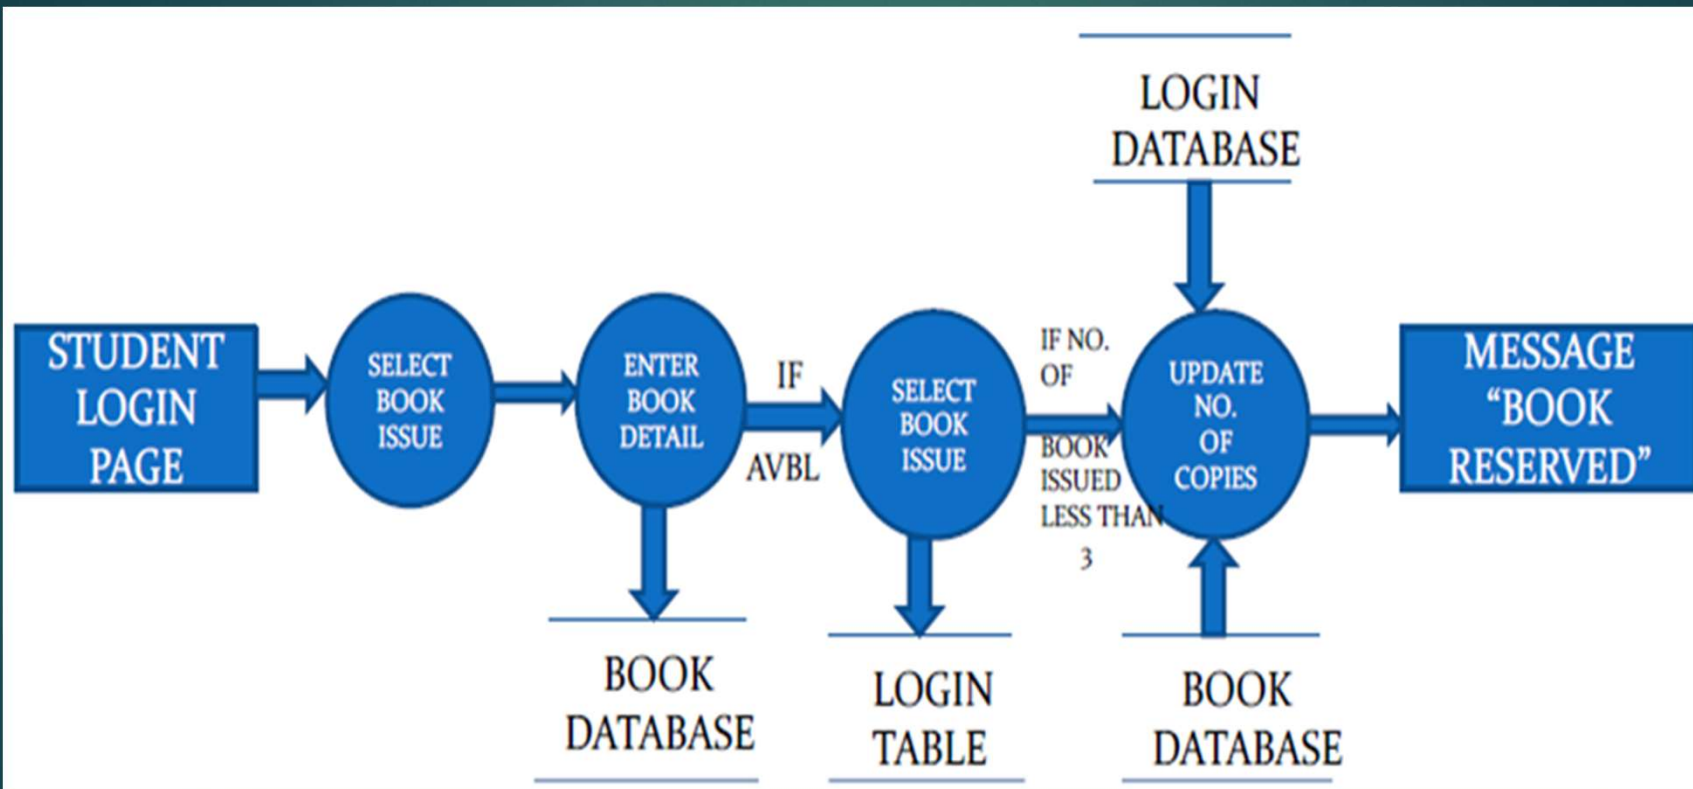 LOGIN
DATABASE
STUDENT
LOGIN
PAGE
SELECT
BOOK
ISSUE
ENTER
BOOK
DETAIL
IF
AVBL
SELECT
BOOK
ISSUE
IF NO.
OF
BOOK
ISSUED
LESS THAN
3
UPDATE
NO.
OF
COPIES
MESSAGE
“BOOK
RESERVED”
BOOK
DATABASE
LOGIN
TABLE
BOOK
DATABASE